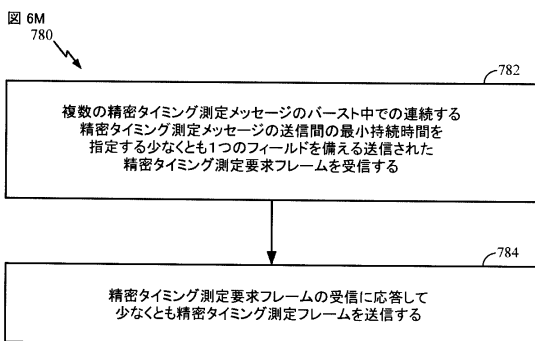 図 6M
780
782
複数の精密タイミング測定メッセージのバースト中での連続する
精密タイミング測定メッセージの送信間の最小持続時間を
指定する少なくとも1つのフィールドを備える送信された
精密タイミング測定要求フレームを受信する
784
精密タイミング測定要求フレームの受信に応答して
少なくとも精密タイミング測定フレームを送信する